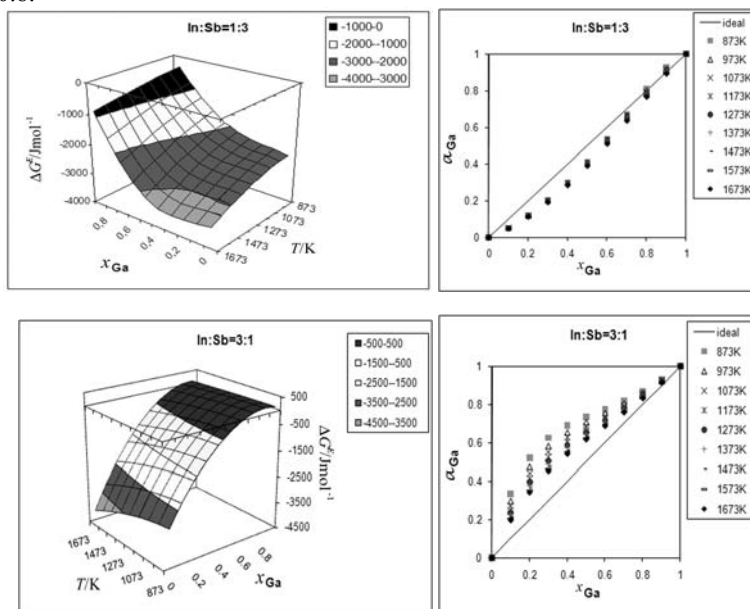 In:Sb=1:3
-1000-0
-2000--1000
-3000--2000
-4000--3000
0
-1000
-2000
-3000
-4000
ΔG^E/Jmol^-1
0.8
0.6
0.4
0.2
0
x_Ga
873
1073
1273
1473
1673
T/K
In:Sb=1:3
1
0.8
0.6
0.4
0.2
0
a_Ga
0 0.2 0.4 0.6 0.8 1
x_Ga
ideal
873K
973K
1073K
1173K
1273K
1373K
1473K
1573K
1673K
In:Sb=3:1
-500-500
-1500--500
-2500--1500
-3500--2500
-4500--3500
500
-500
-1500
-2500
-3500
-4500
ΔG^E/Jmol^-1
1673
1473
1273
1073
873
T/K
0
0.2
0.4
0.6
0.8
x_Ga
In:Sb=3:1
1
0.8
0.6
0.4
0.2
0
a_Ga
0 0.2 0.4 0.6 0.8 1
x_Ga
ideal
873K
973K
1073K
1173K
1273K
1373K
1473K
1573K
1673K